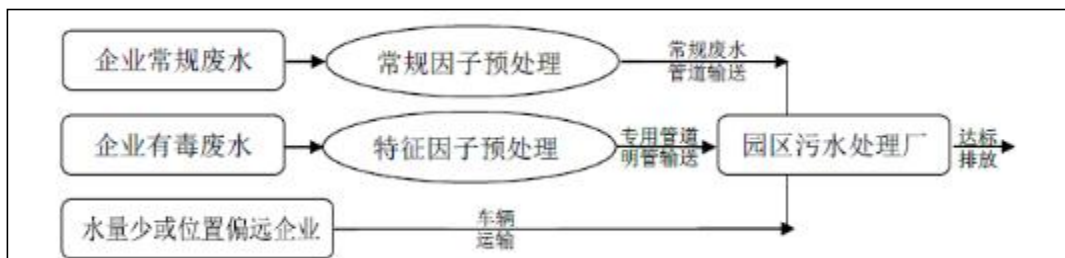 企业常规废水
常规因子预处理
常规废水
管道输送
企业有毒废水
特征因子预处理
专用管道
明管输送
园区污水处理厂
达标
排放
水量少或位置偏远企业
车辆
运输